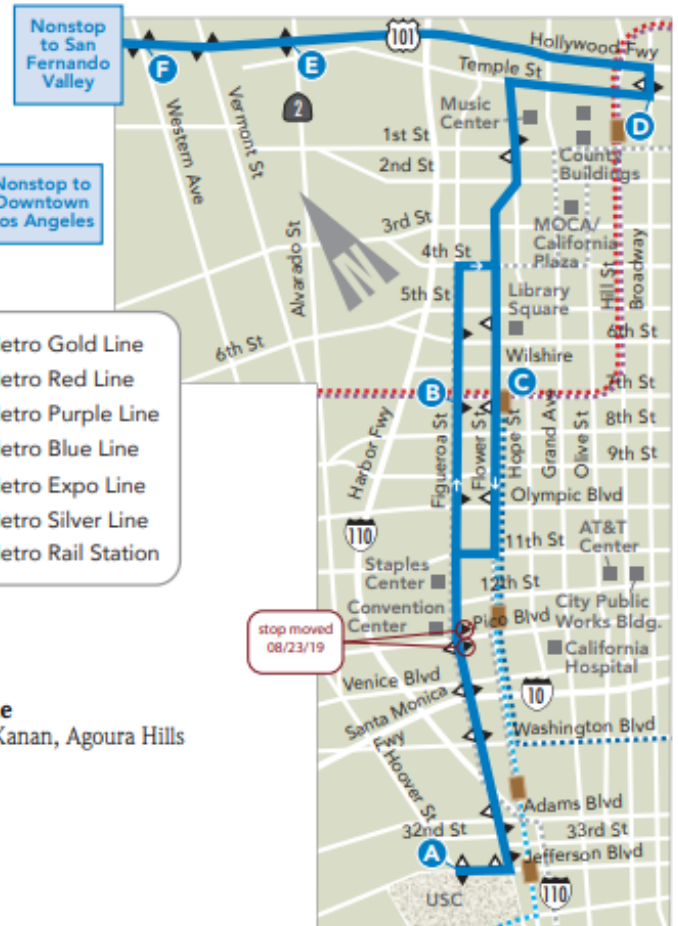 Nonstop
to San
Fernando
Valley
F
E
101
Hollywood Fwy
Temple St
D
2
Western Ave
Vermont St
Alvarado St
Music
Center
1st St
2nd St
County
Buildings
Nonstop to
Downtown
Los Angeles
N
3rd St
MOCA/
California
Plaza
4th St
5th St
Library
Square
Hill St
Broadway
6th St
6th St
Wilshire
B
C
7th St
8th St
9th St
Harbor Fwy
Figueroa St
Flower St
Hope St
Grand Ave
Olive St
Olympic Blvd
etro Gold Line
etro Red Line
etro Purple Line
etro Blue Line
etro Expo Line
etro Silver Line
etro Rail Station
110
11th St
AT&T
Center
Staples
Center
12th St
Convention
Center
Pico Blvd
City Public
Works Bldg.
stop moved
08/23/19
California
Hospital
Venice Blvd
Santa Monica
Fwy
10
Washington Blvd
e
Kanan, Agoura Hills
Hoover St
Adams Blvd
32nd St
33rd St
A
Jefferson Blvd
USC
110